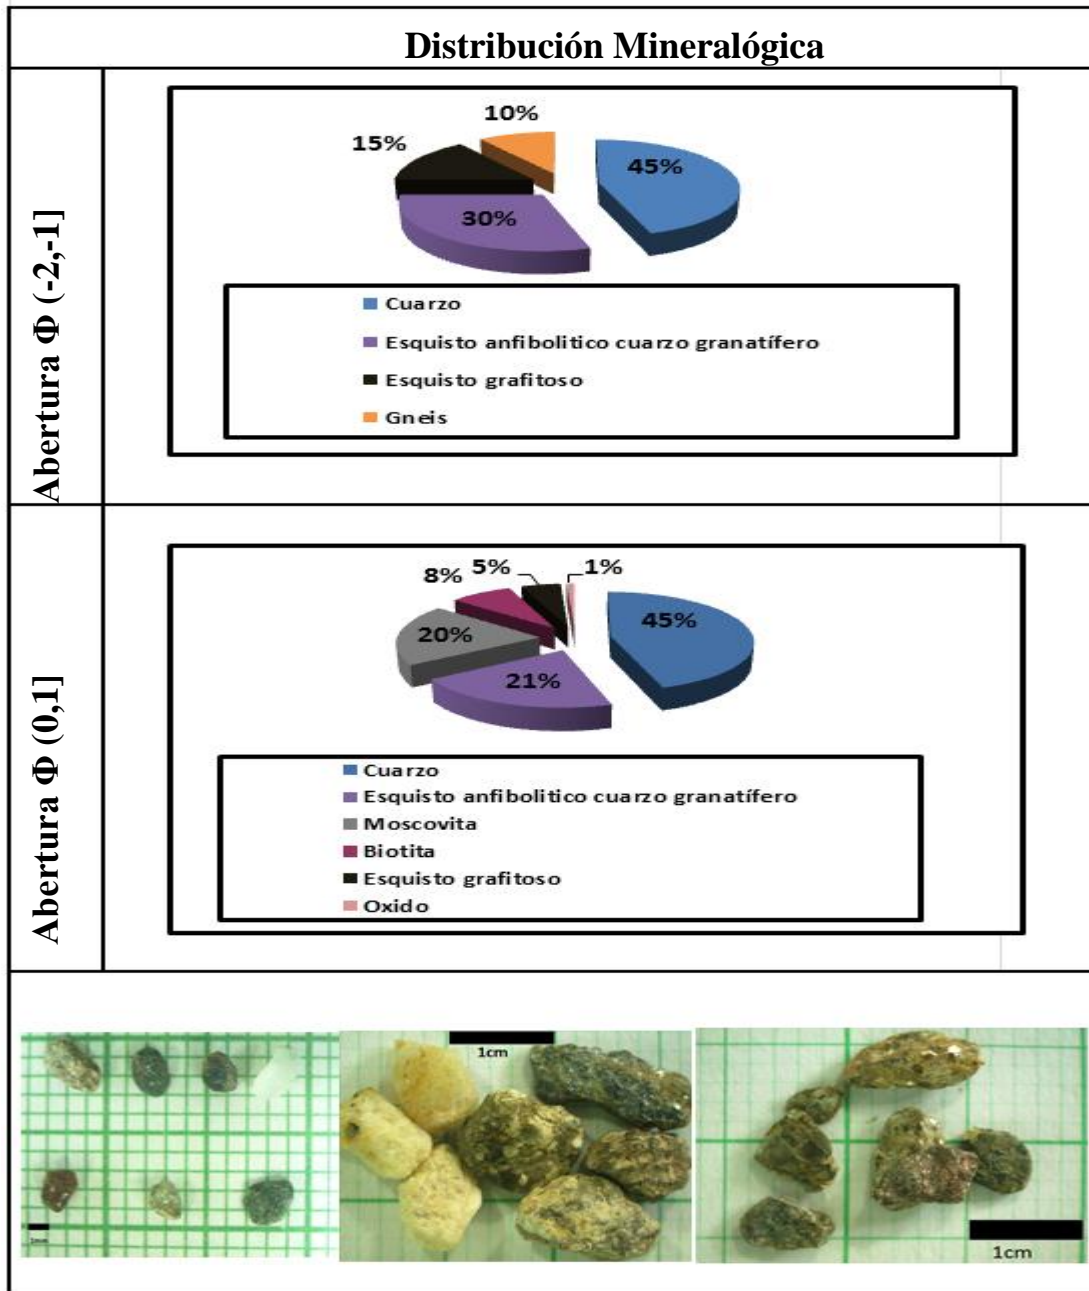 Distribución Mineralógica
Abertura Φ (-2,-1]
10%
15%
45%
30%
Cuarzo
Esquisto anfibolitico cuarzo granatífero
Esquisto grafitoso
Gneis
Abertura Φ (0,1]
5%
1%
8%
45%
20%
21%
Cuarzo
Esquisto anfibolitico cuarzo granatífero
Moscovita
Biotita
Esquisto grafitoso
Oxido
1cm
1cm